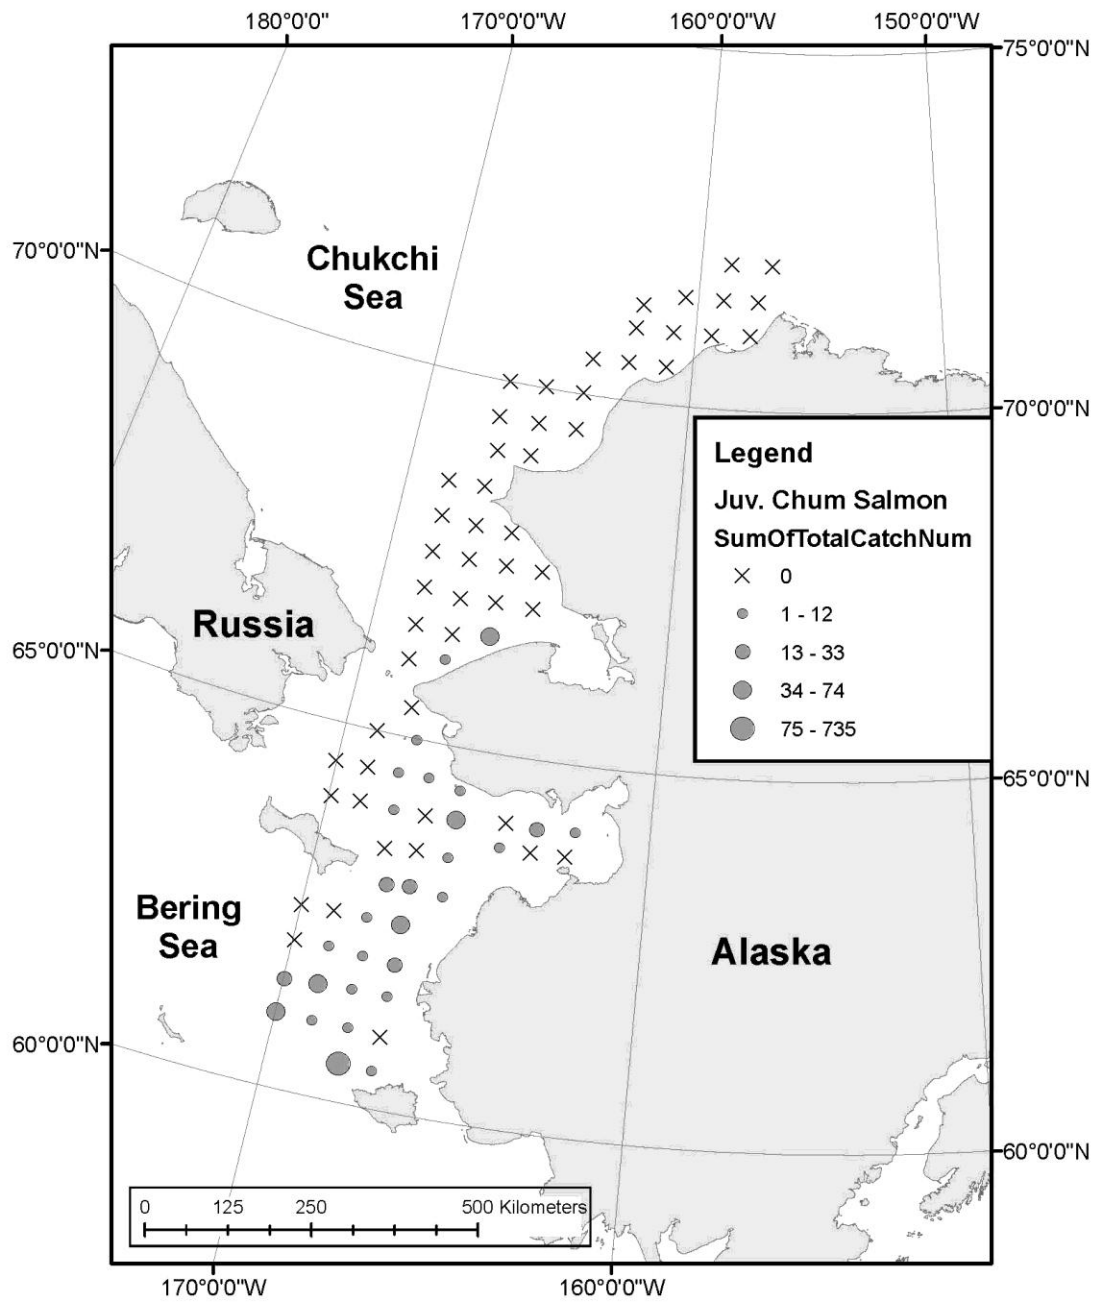 180°0'0"
170°0'0"W
160°0'0"W
150°0'0"W
75°0'0"N
70°0'0"N
Chukchi
Sea
70°0'0"N
Legend
Juv. Chum Salmon
SumOfTotalCatchNum
0
1 - 12
13 - 33
34 - 74
75 - 735
Russia
65°0'0"N
65°0'0"N
Bering
Sea
Alaska
60°0'0"N
60°0'0"N
0 125 250 500 Kilometers
170°0'0"W
160°0'0"W